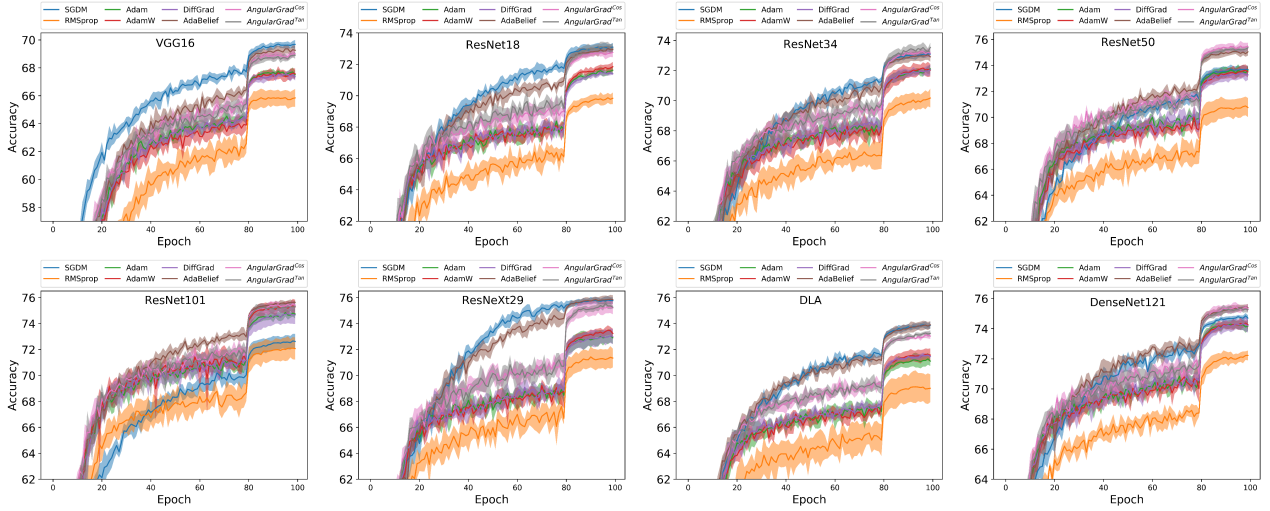 SGDM Adam DiffGrad AngularGrad^Cos
RMSprop AdamW AdaBelief AngularGrad^Tan
VGG16
Accuracy
70
68
66
64
62
60
58
0 20 40 60 80 100
Epoch
SGDM Adam DiffGrad AngularGrad^Cos
RMSprop AdamW AdaBelief AngularGrad^Tan
ResNet18
Accuracy
74
72
70
68
66
64
62
0 20 40 60 80 100
Epoch
SGDM Adam DiffGrad AngularGrad^Cos
RMSprop AdamW AdaBelief AngularGrad^Tan
ResNet34
Accuracy
74
72
70
68
66
64
62
0 20 40 60 80 100
Epoch
SGDM Adam DiffGrad AngularGrad^Cos
RMSprop AdamW AdaBelief AngularGrad^Tan
ResNet50
Accuracy
76
74
72
70
68
66
64
62
0 20 40 60 80 100
Epoch
SGDM Adam DiffGrad AngularGrad^Cos
RMSprop AdamW AdaBelief AngularGrad^Tan
ResNet101
Accuracy
76
74
72
70
68
66
64
62
0 20 40 60 80 100
Epoch
SGDM Adam DiffGrad AngularGrad^Cos
RMSprop AdamW AdaBelief AngularGrad^Tan
ResNeXt29
Accuracy
76
74
72
70
68
66
64
62
0 20 40 60 80 100
Epoch
SGDM Adam DiffGrad AngularGrad^Cos
RMSprop AdamW AdaBelief AngularGrad^Tan
DLA
Accuracy
76
74
72
70
68
66
64
62
0 20 40 60 80 100
Epoch
SGDM Adam DiffGrad AngularGrad^Cos
RMSprop AdamW AdaBelief AngularGrad^Tan
DenseNet121
Accuracy
76
74
72
70
68
66
64
0 20 40 60 80 100
Epoch